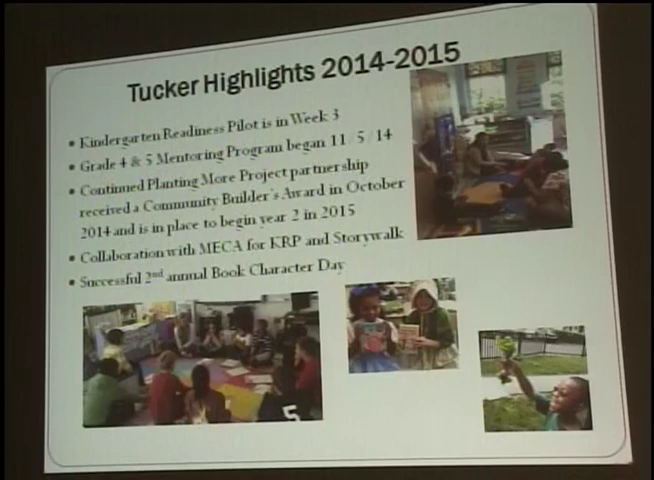 Tucker Highlights 2014-2015
• Kindergarten Readiness Pilot is in Week 3
• Grade 4 & 5 Mentoring Program began 11/5/14
• Continued Planting More Project partnership
received a Community Builder's Award in October
2014 and is in place to begin year 2 in 2015
• Collaboration with MECA for KRP and Storywalk
• Successful 2nd annual Book Character Day
5